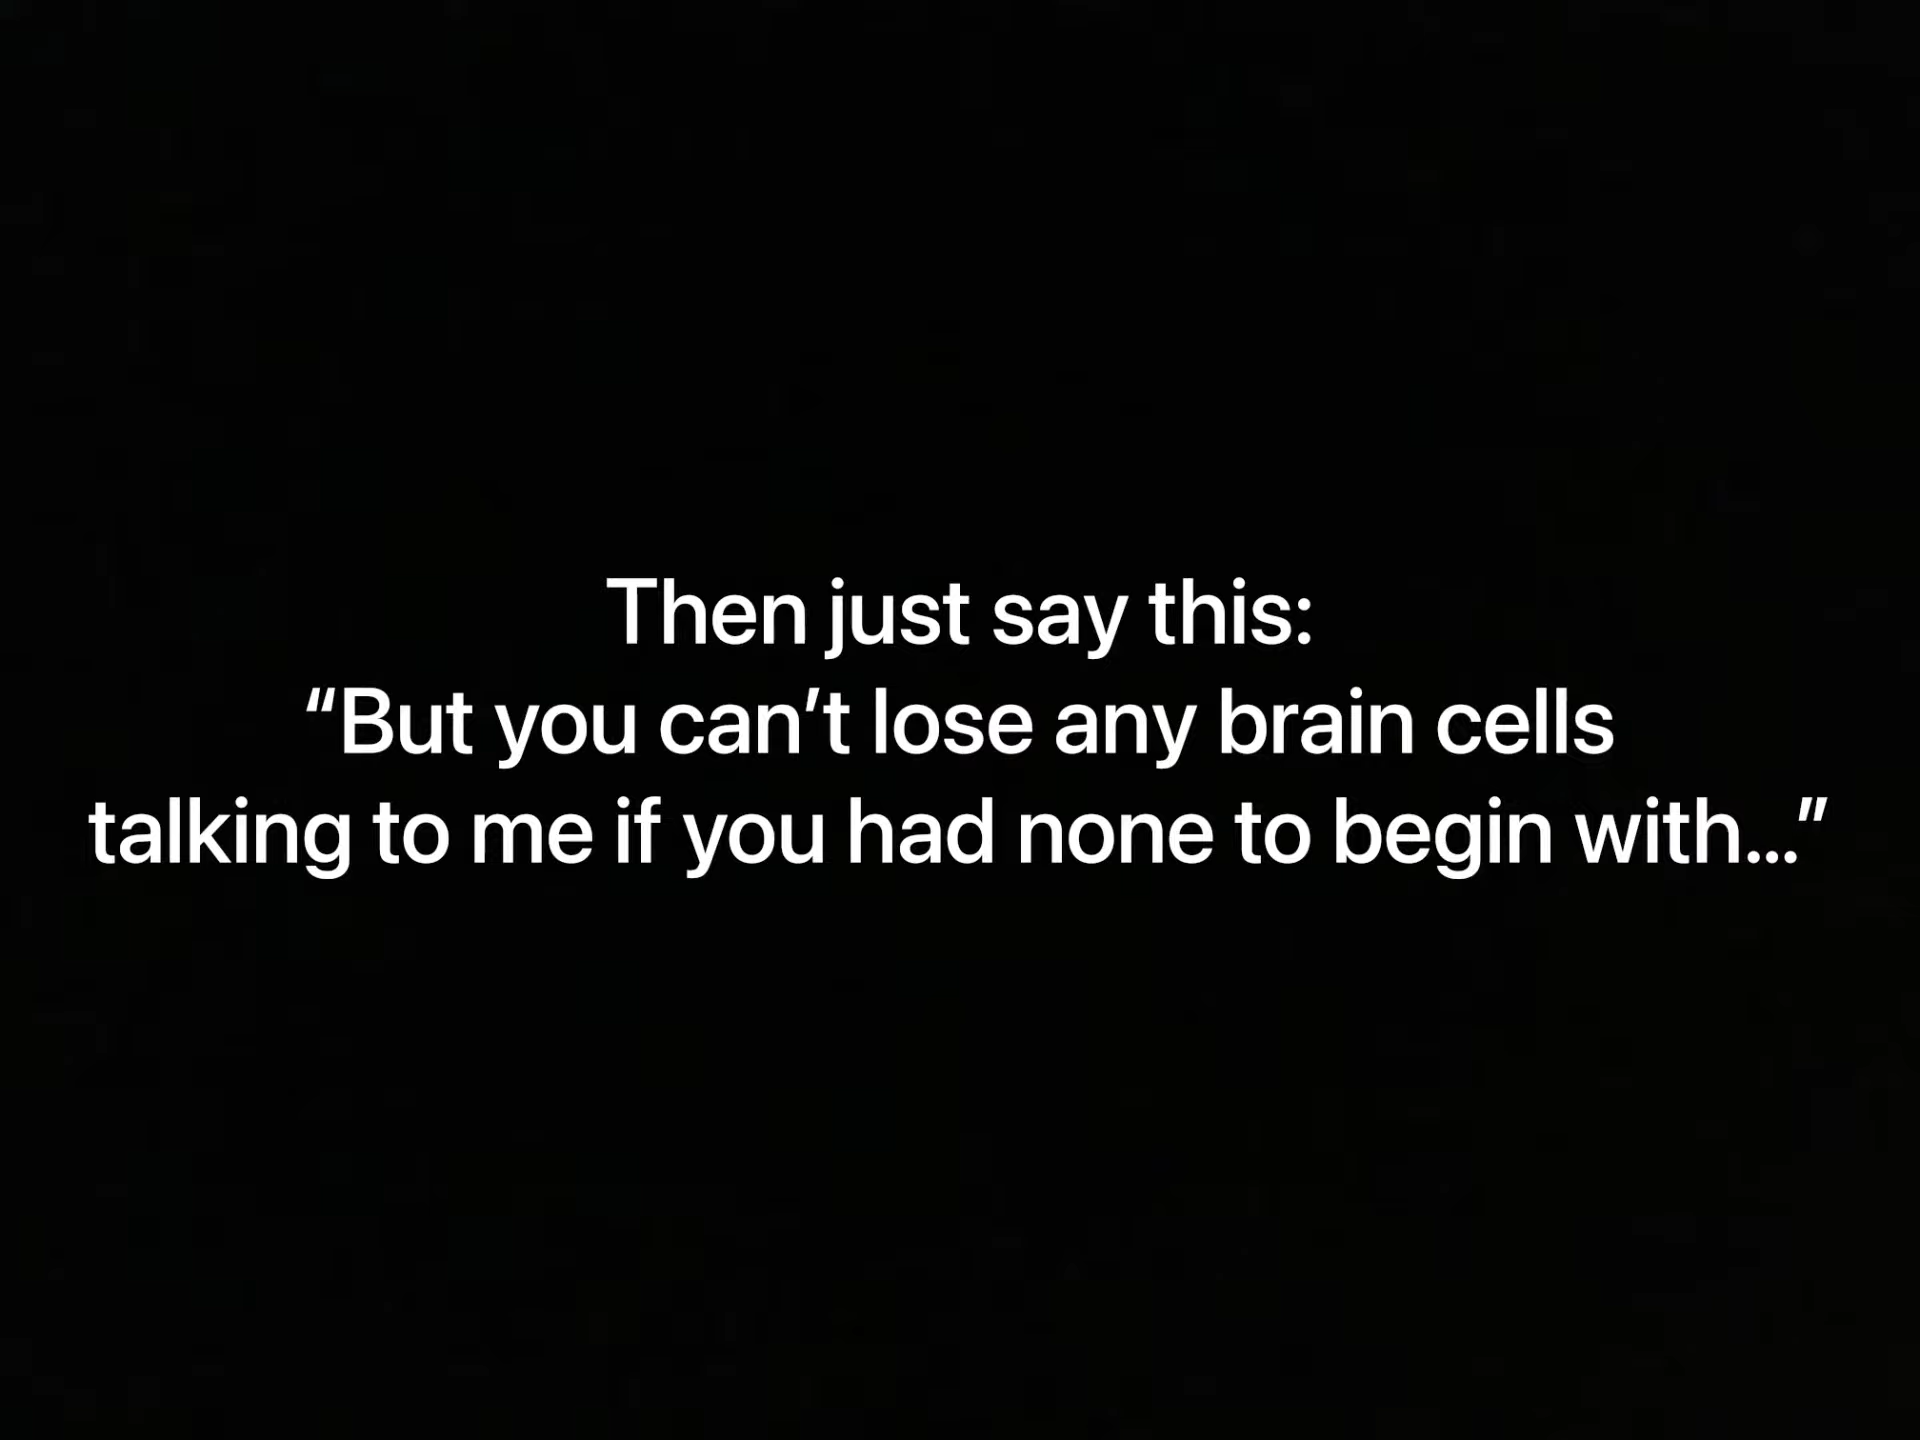 Then just say this:
“But you can’t lose any brain cells
talking to me if you had none to begin with...”